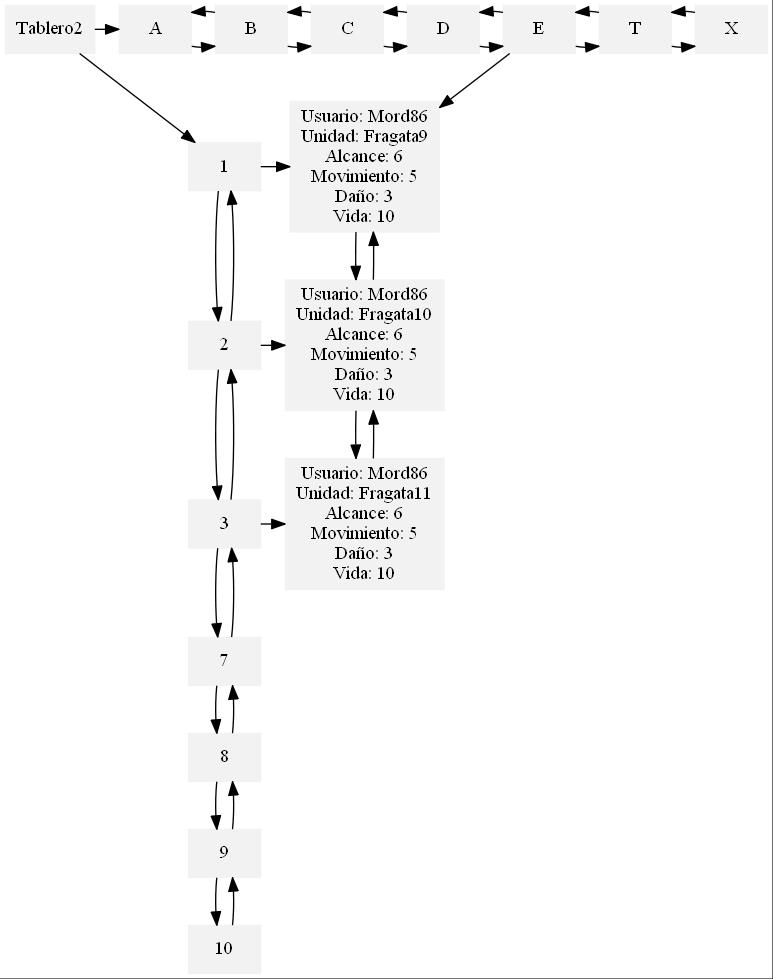 Tablero2
A
B
C
D
E
T
X
1
Usuario: Mord86
Unidad: Fragata9
Alcance: 6
Movimiento: 5
Daño: 3
Vida: 10
2
Usuario: Mord86
Unidad: Fragata10
Alcance: 6
Movimiento: 5
Daño: 3
Vida: 10
3
Usuario: Mord86
Unidad: Fragata11
Alcance: 6
Movimiento: 5
Daño: 3
Vida: 10
7
8
9
10